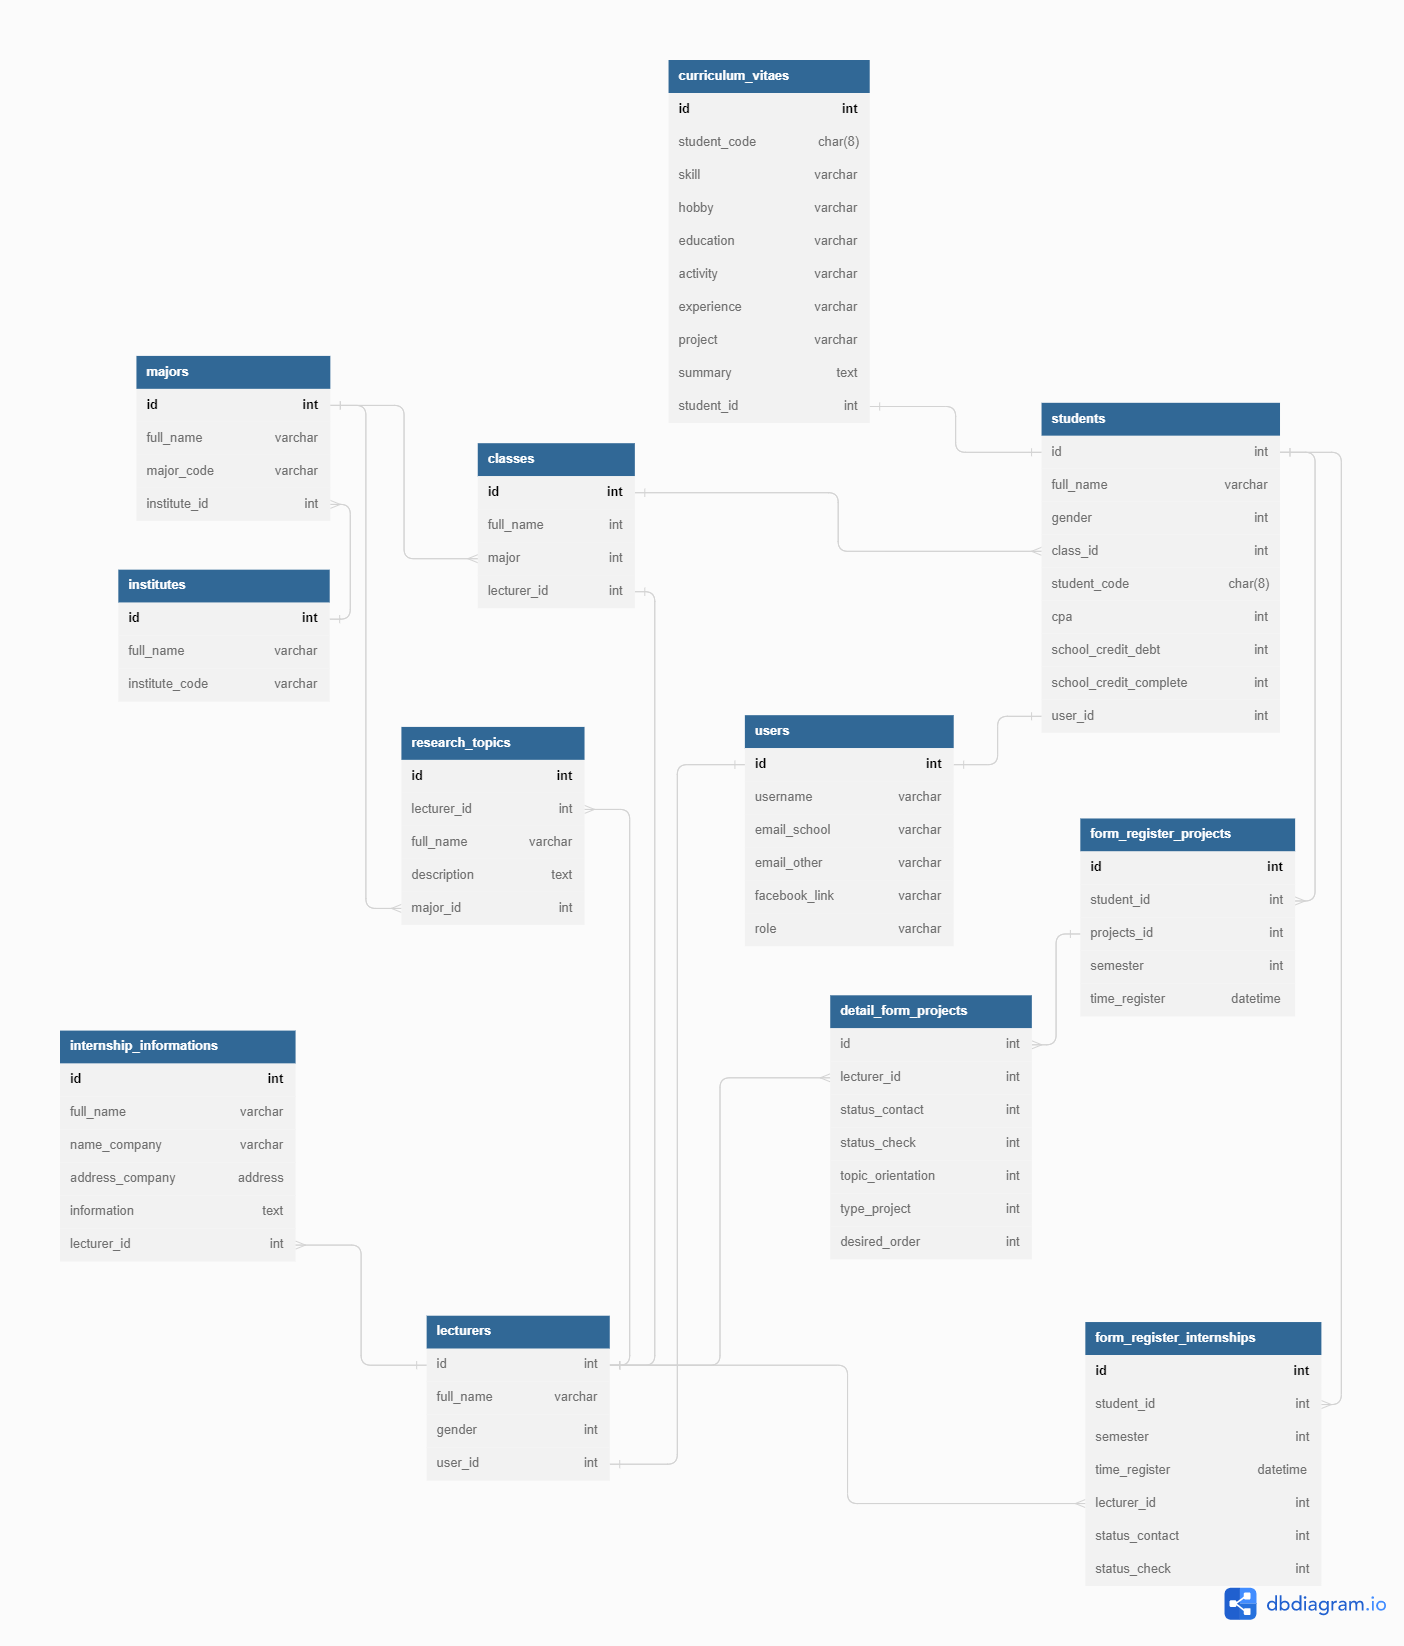 curriculum_vitaes
id int
student_code char(8)
skill varchar
hobby varchar
education varchar
activity varchar
experience varchar
project varchar
summary text
student_id int
majors
id int
full_name varchar
major_code varchar
institute_id int
students
id int
full_name varchar
gender int
class_id int
student_code char(8)
cpa int
school_credit_debt int
school_credit_complete int
user_id int
classes
id int
full_name int
major int
lecturer_id int
institutes
id int
full_name varchar
institute_code varchar
research_topics
id int
lecturer_id int
full_name varchar
description text
major_id int
users
id int
username varchar
email_school varchar
email_other varchar
facebook_link varchar
role varchar
form_register_projects
id int
student_id int
projects_id int
semester int
time_register datetime
detail_form_projects
id int
lecturer_id int
status_contact int
status_check int
topic_orientation int
type_project int
desired_order int
internship_informations
id int
full_name varchar
name_company varchar
address_company address
information text
lecturer_id int
lecturers
id int
full_name varchar
gender int
user_id int
form_register_internships
id int
student_id int
semester int
time_register datetime
lecturer_id int
status_contact int
status_check int
dbdiagram.io